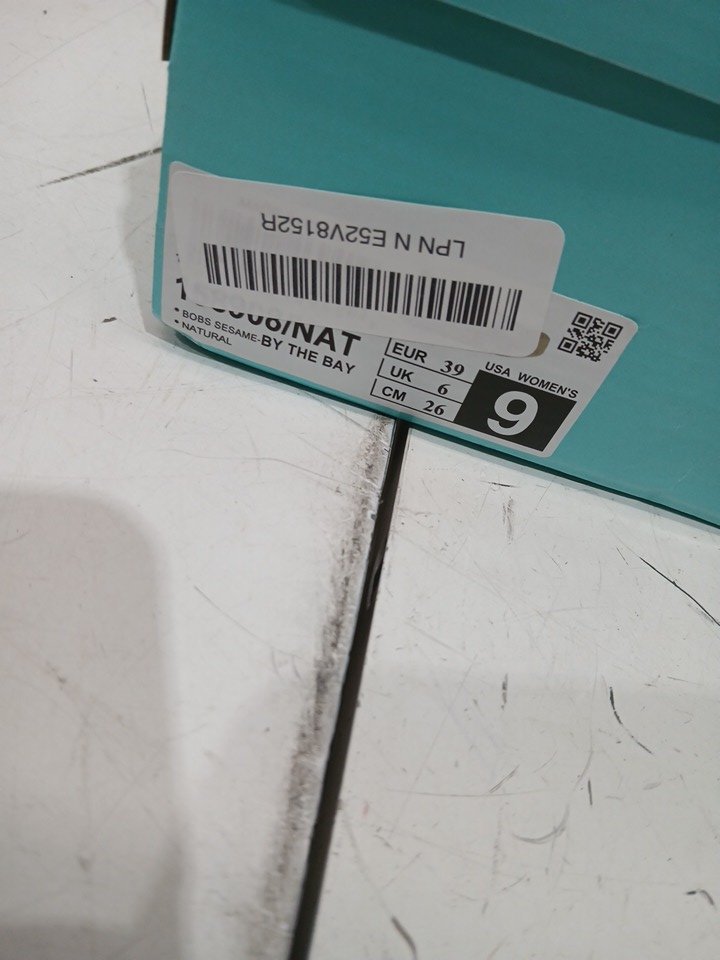 LPN N E52V8152R
/NAT
• BOBS SESAME-BY THE BAY
• NATURAL
EUR 39
UK 6
CM 26
USA WOMEN'S
9